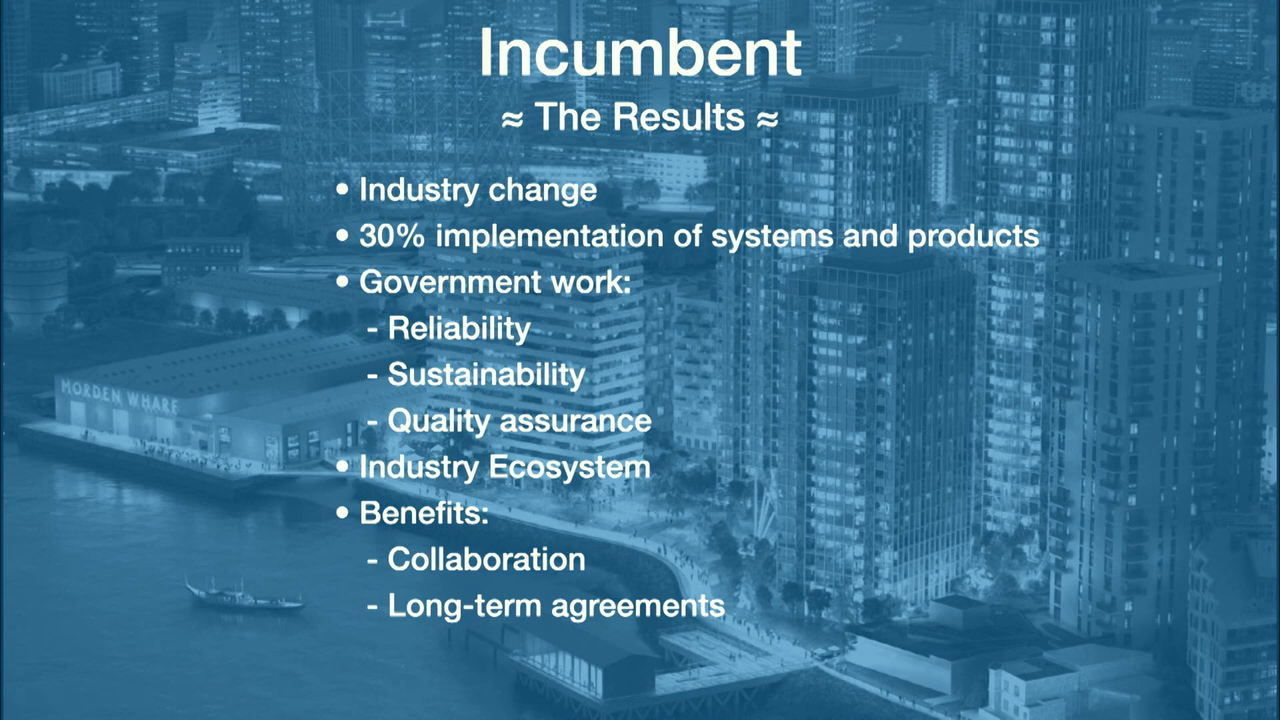 Incumbent
≈ The Results ≈
• Industry change
• 30% implementation of systems and products
• Government work:
- Reliability
- Sustainability
- Quality assurance
• Industry Ecosystem
• Benefits:
- Collaboration
- Long-term agreements
MORDEN WHARF